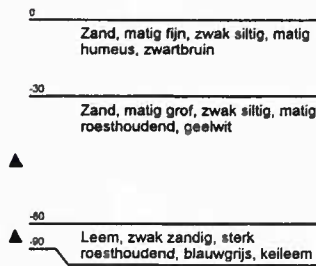 0
Zand, matig fijn, zwak siltig, matig
humeus, zwartbruin
-30
Zand, matig grof, zwak siltig, matig
roesthoudend, geelwit
-80
Leem, zwak zandig, sterk
-90
roesthoudend, blauwgrijs, keileem